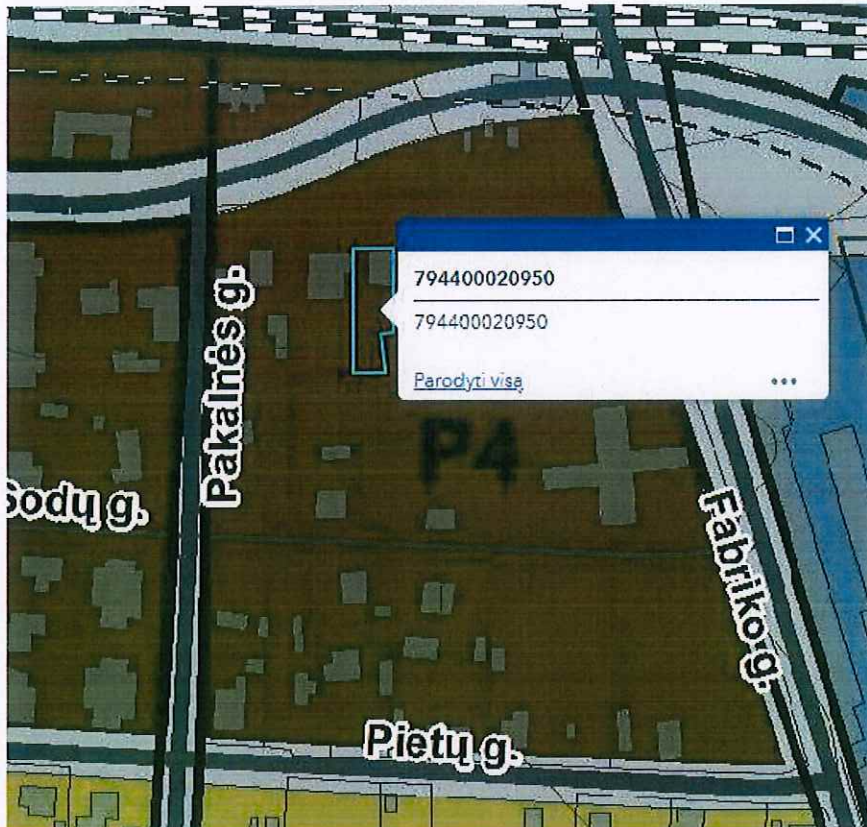 794400020950
794400020950
Parodyti visą
Pakalnės g.
P4
Sodų g.
Fabriko g.
Pietų g.